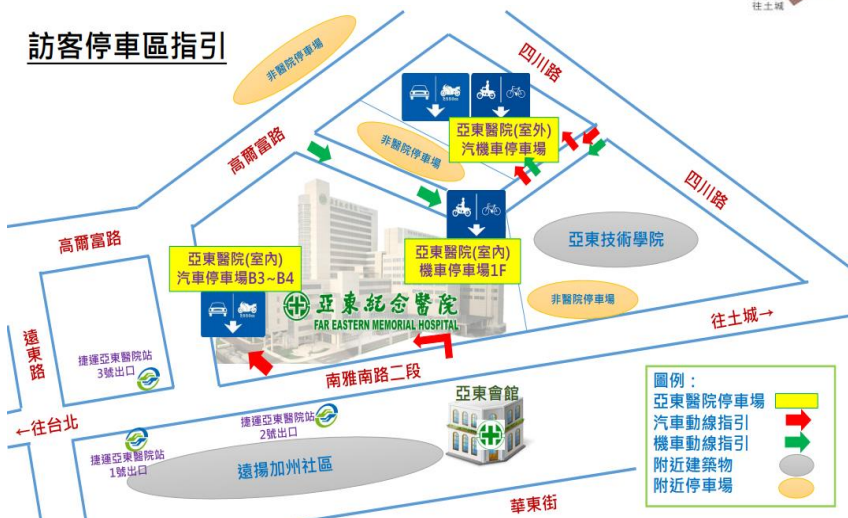 往土城
訪客停車區指引
非醫院停車場
四川路
亞東醫院(室外)
汽機車停車場
高爾富路
非醫院停車場
四川路
高爾富路
亞東醫院(室內)
汽車停車場B3~B4
亞東醫院(室內)
機車停車場1F
亞東技術學院
亞東紀念醫院
FAR EASTERN MEMORIAL HOSPITAL
非醫院停車場
往土城→
遠東路
捷運亞東醫院站
3號出口
南雅南路二段
←往台北
捷運亞東醫院站
2號出口
亞東會館
捷運亞東醫院站
1號出口
遠揚加州社區
華東街
圖例：
亞東醫院停車場
汽車動線指引
機車動線指引
附近建築物
附近停車場